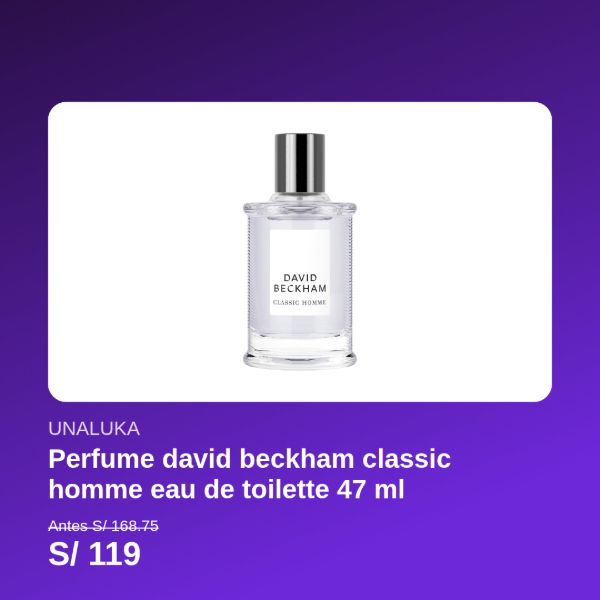 DAVID
BECKHAM
CLASSIC HOMME
UNALUKA
Perfume david beckham classic
homme eau de toilette 47 ml
Antes S/ 168.75
S/ 119